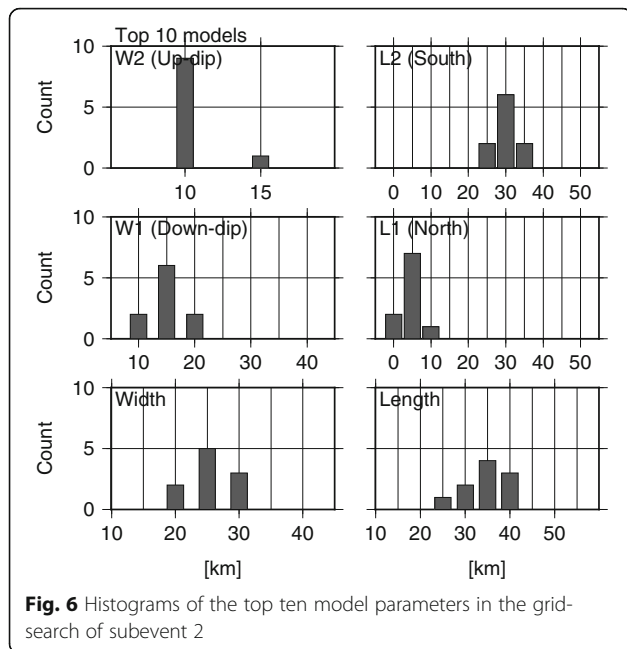 Top 10 models
W2 (Up-dip)
L2 (South)
Count
10
5
0
10 15
0 10 20 30 40 50
W1 (Down-dip)
L1 (North)
Count
10
5
0
10 20 30 40
0 10 20 30 40 50
Width
Length
Count
10
5
0
10 20 30 40
10 20 30 40 50
[km] [km]
Fig. 6 Histograms of the top ten model parameters in the grid-
search of subevent 2